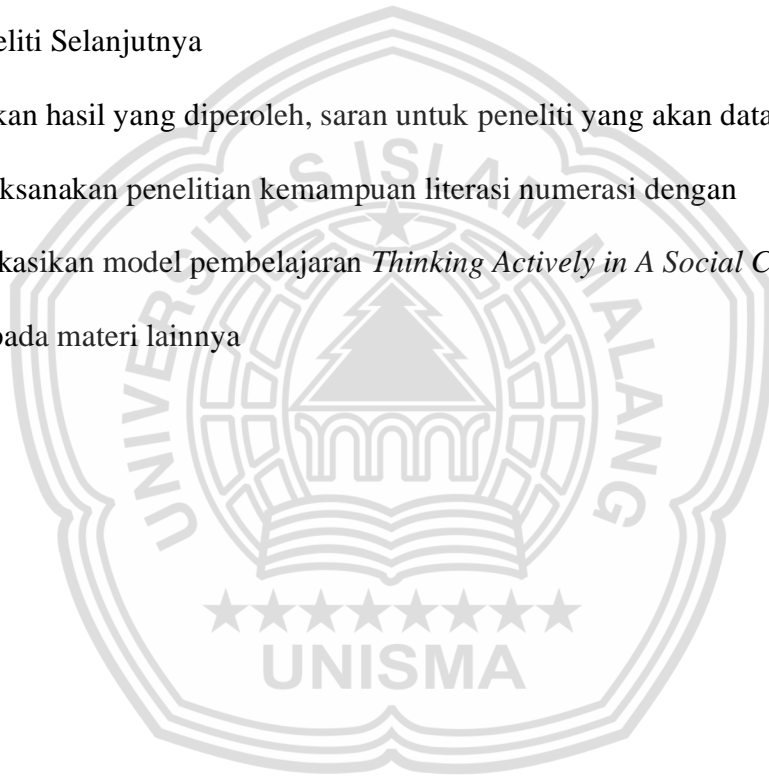 eliti Selanjutnya
kan hasil yang diperoleh, saran untuk peneliti yang akan data
ksanakan penelitian kemampuan literasi numerasi dengan
kasikan model pembelajaran Thinking Actively in A Social C
pada materi lainnya
UNIVERSITAS ISLAM MALANG
UNISMA